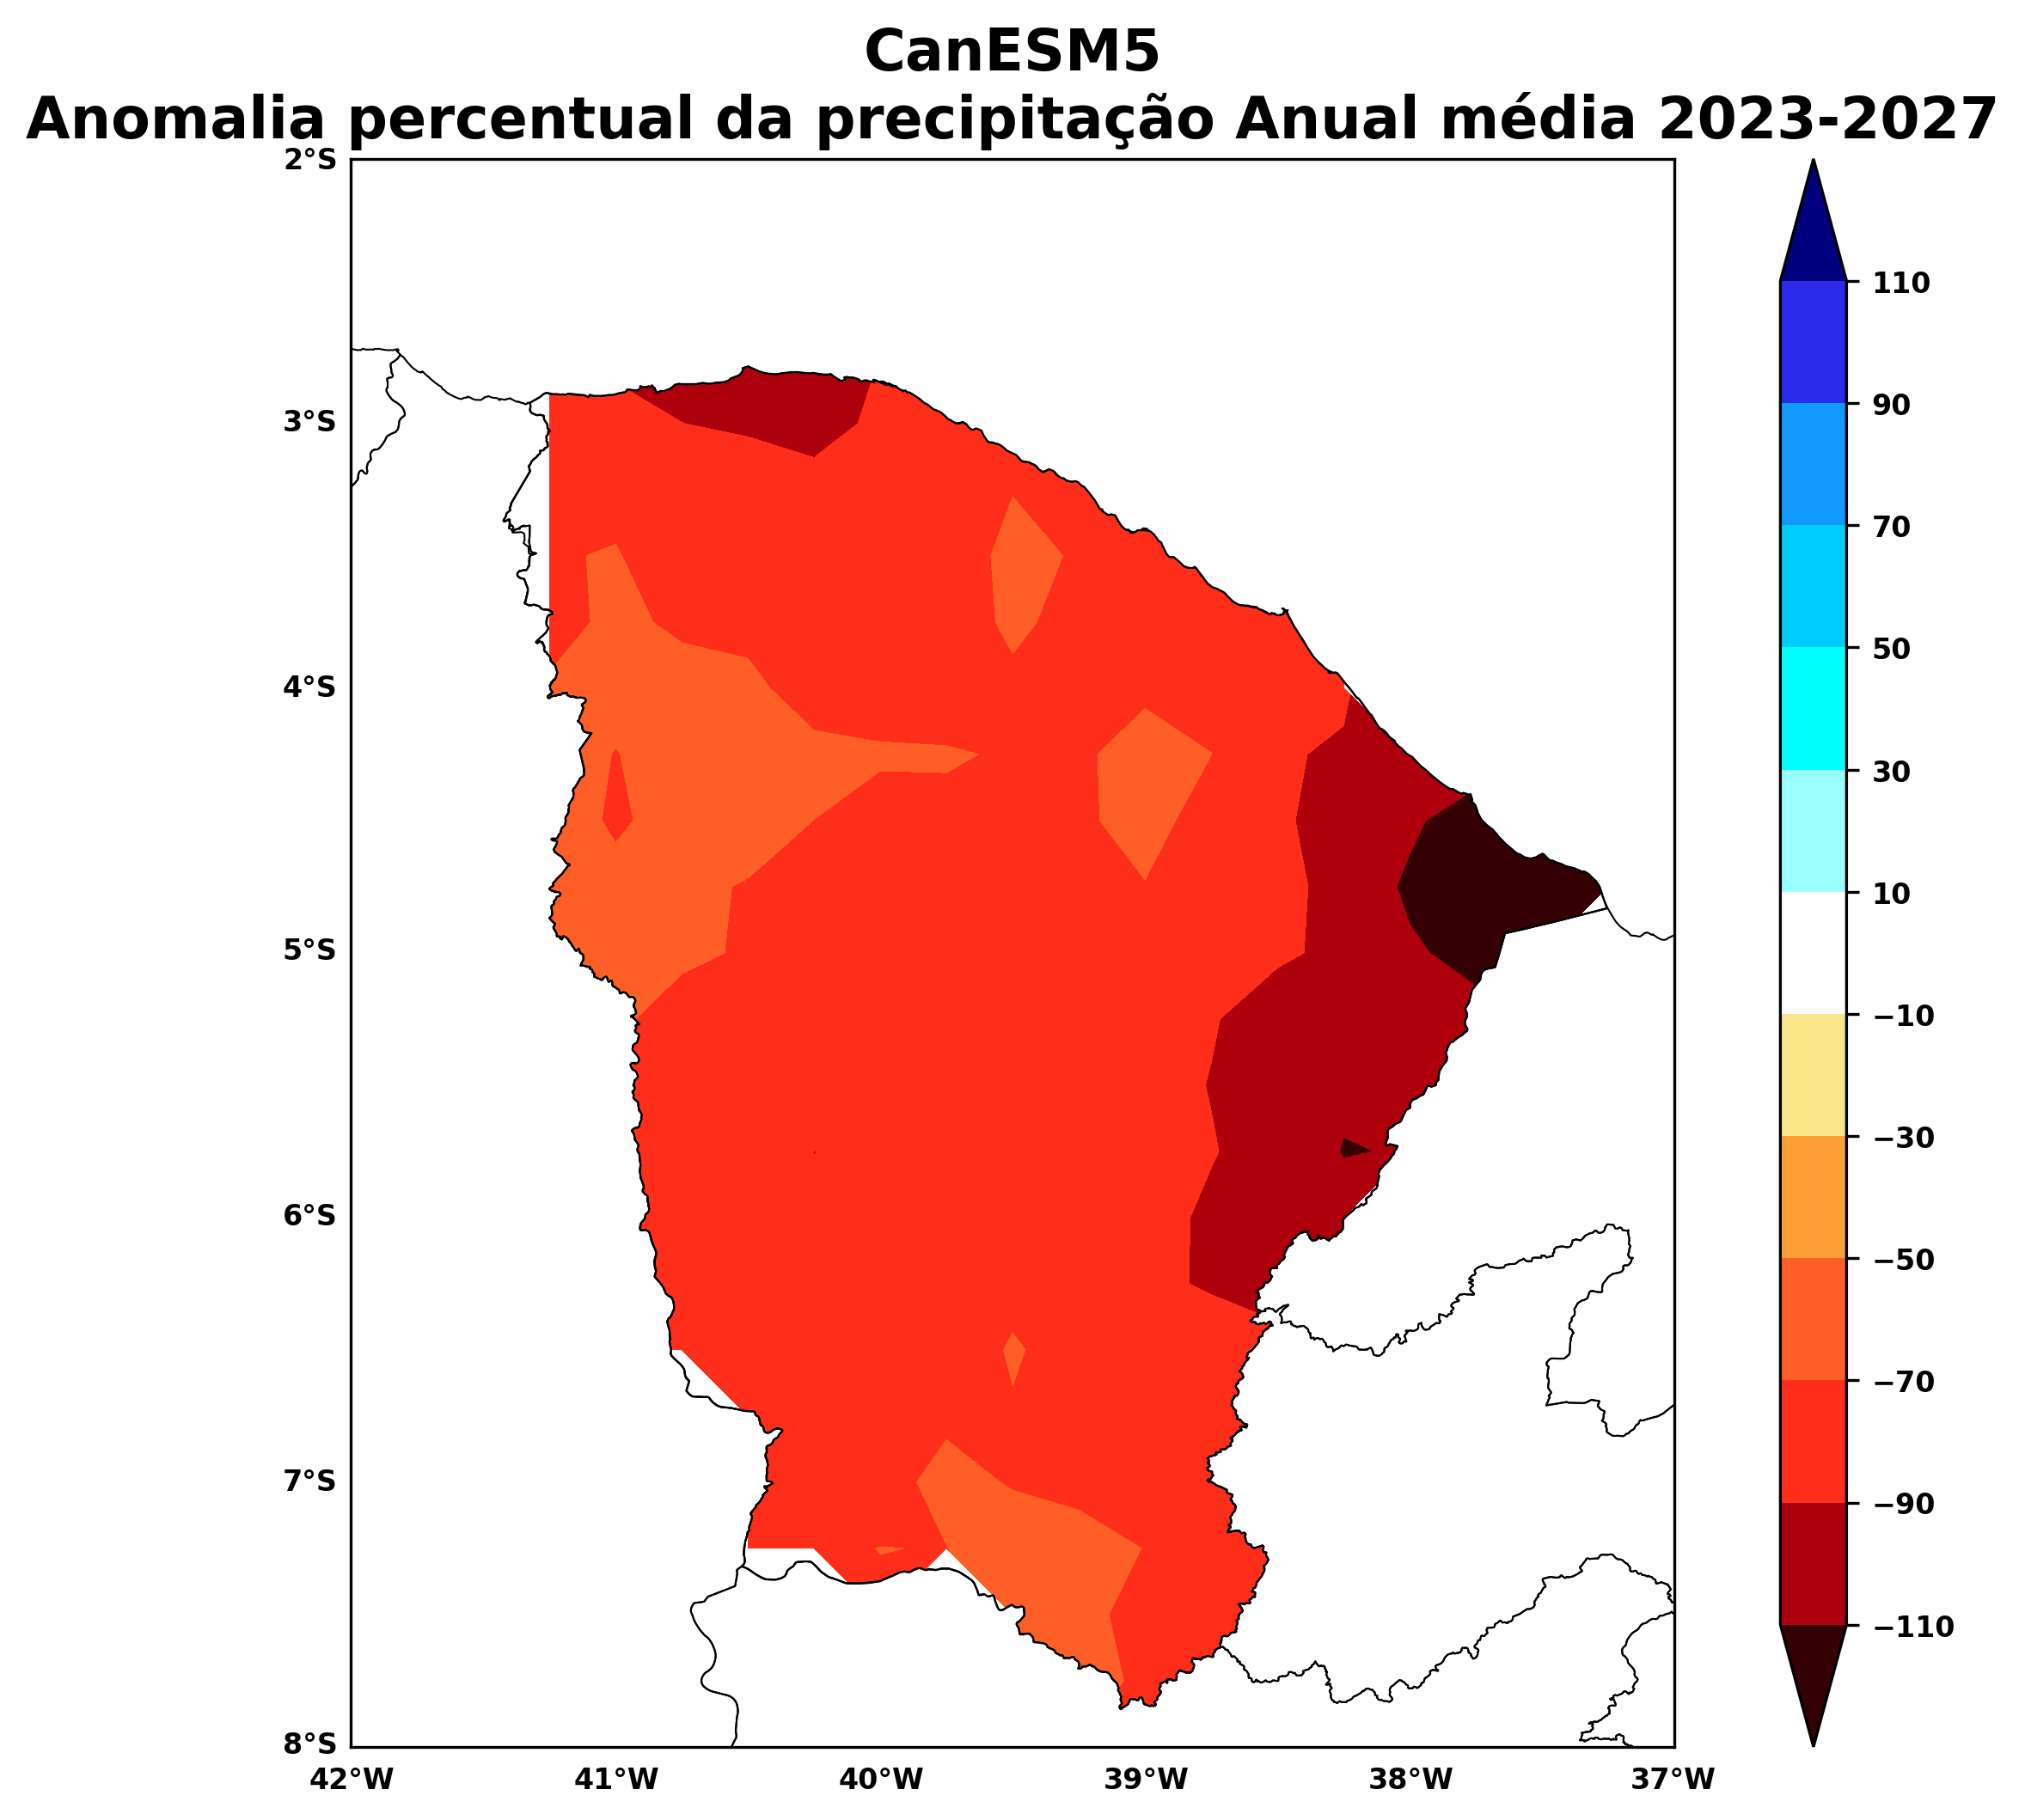 CanESM5
Anomalia percentual da precipitação Anual média 2023-2027
2°S
3°S
4°S
5°S
6°S
7°S
8°S
42°W 41°W 40°W 39°W 38°W 37°W
110
90
70
50
30
10
−10
−30
−50
−70
−90
−110